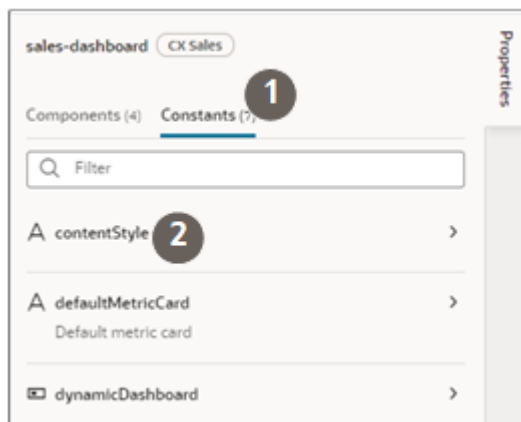 sales-dashboard CX Sales
Properties
1
Components (4) Constants (7)
Filter
contentStyle 2
defaultMetricCard
Default metric card
dynamicDashboard